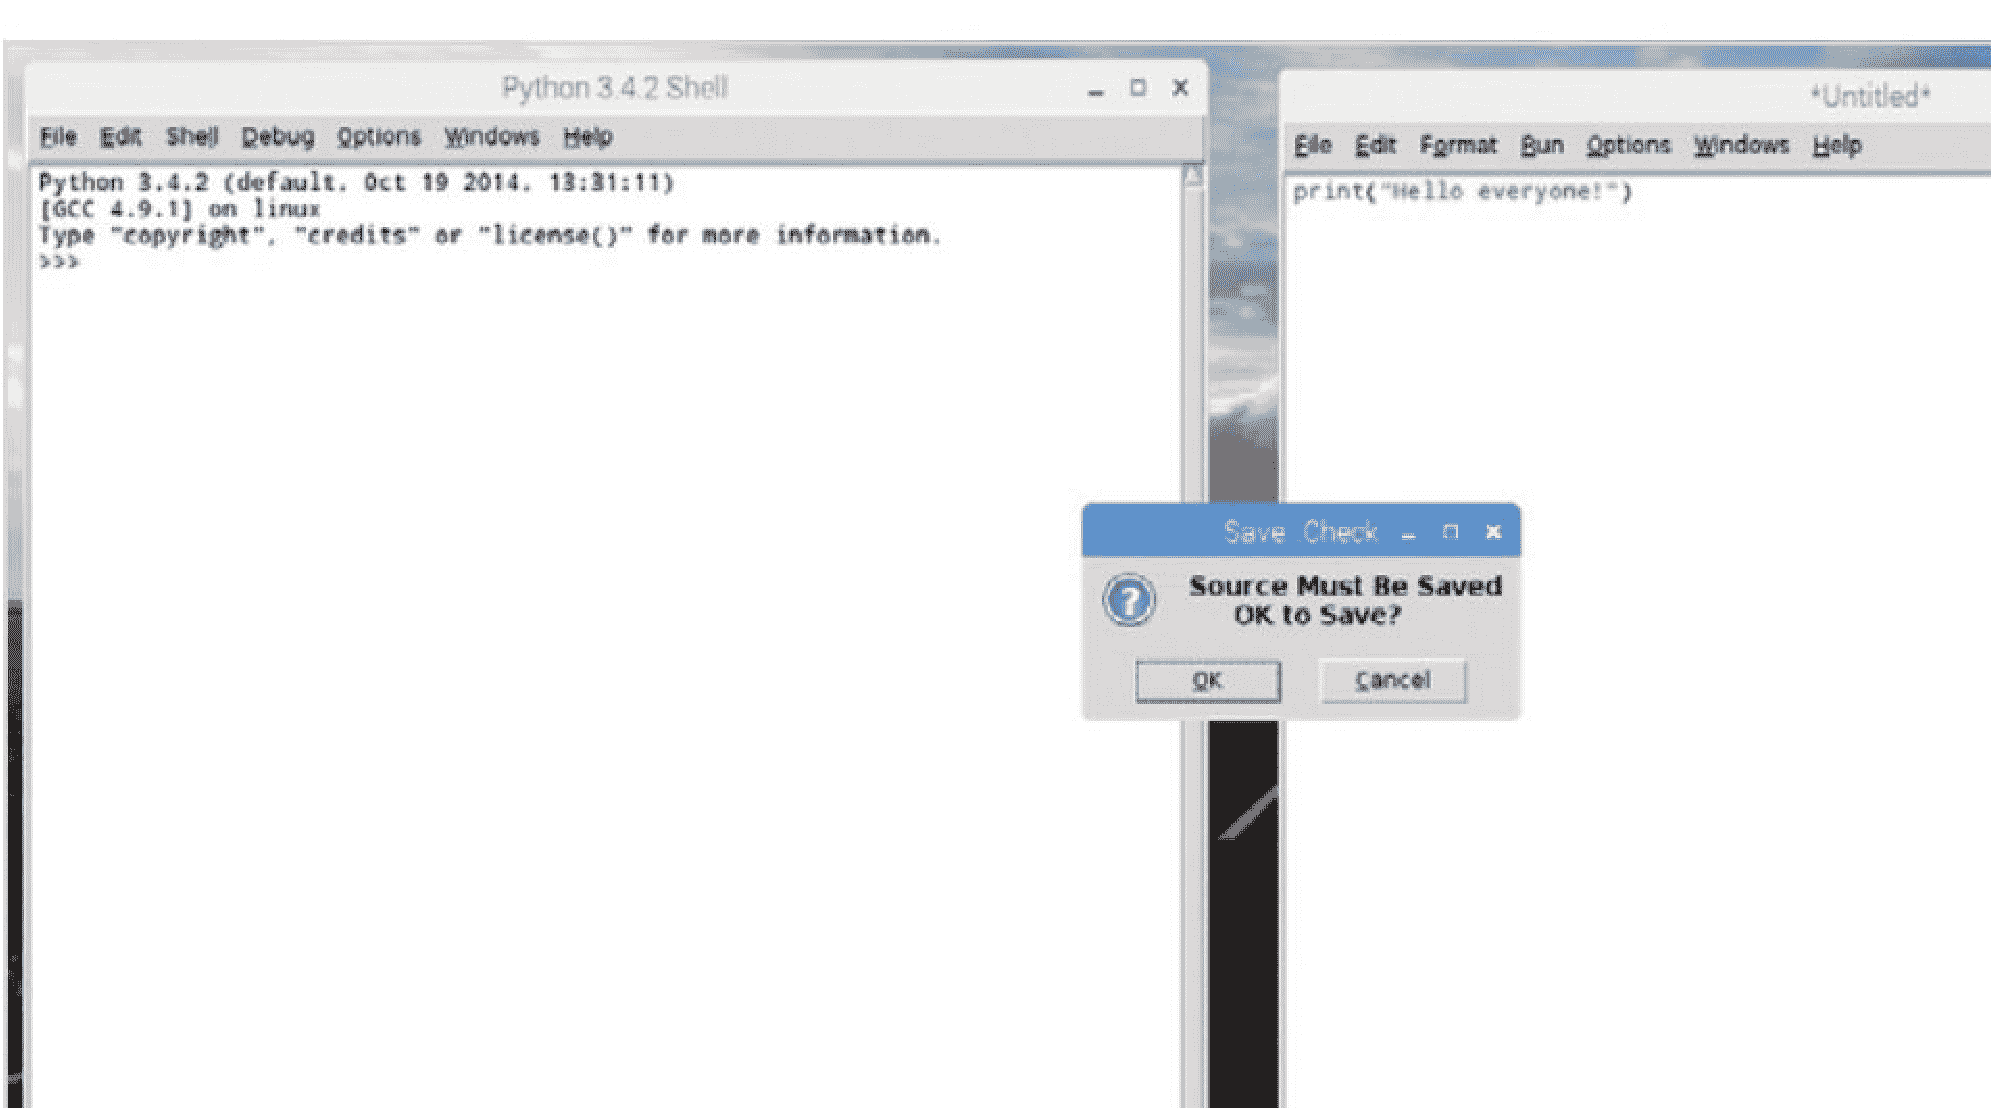 Python 3.4.2 Shell
File Edit Shell Debug Options Windows Help
Python 3.4.2 (default, Oct 19 2014, 13:31:11)
[GCC 4.9.1] on linux
Type "copyright", "credits" or "license()" for more information.
>>>
*Untitled*
File Edit Format Run Options Windows Help
print("Hello everyone!")
Save Check
Source Must Be Saved
OK to Save?
OK Cancel